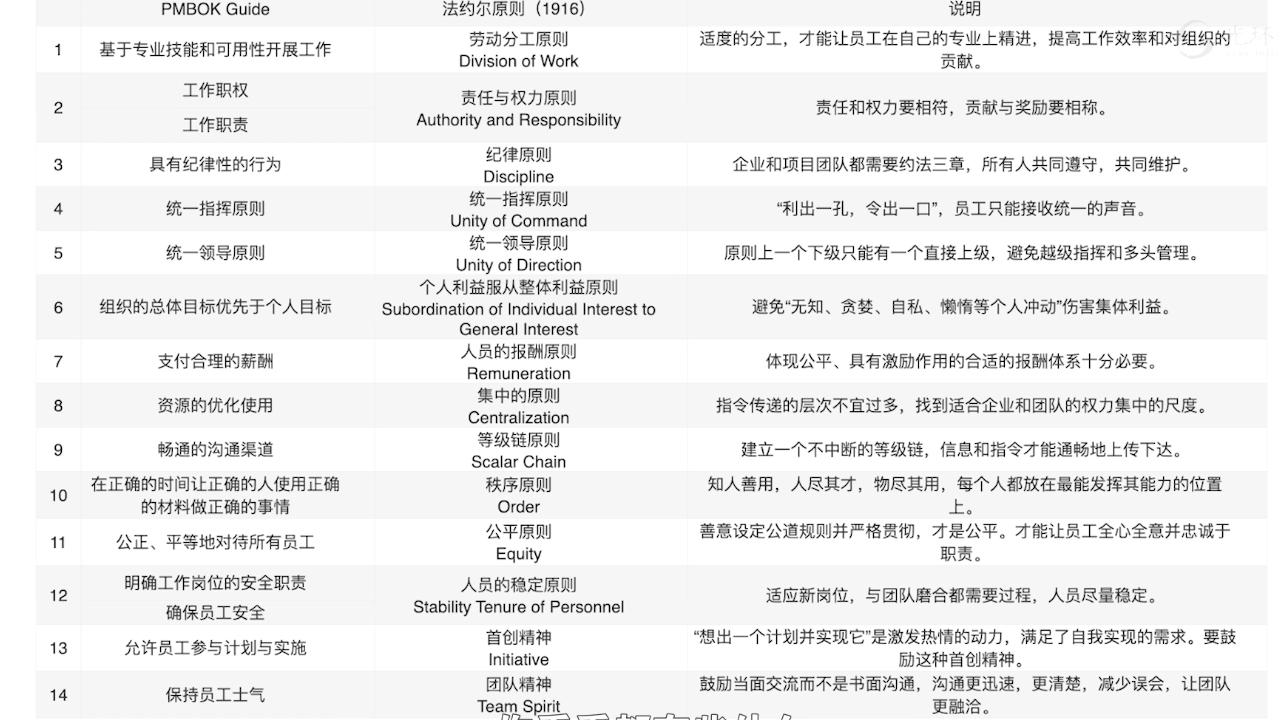 PMBOK Guide 法约尔原则（1916） 说明
1 基于专业技能和可用性开展工作 劳动分工原则 Division of Work 适度的分工，才能让员工在自己的专业上精进，提高工作效率和对组织的
贡献。
2 工作职权
工作职责 责任与权力原则
Authority and Responsibility 责任和权力要相符，贡献与奖励要相称。
3 具有纪律性的行为 纪律原则
Discipline 企业和项目团队都需要约法三章，所有人共同遵守，共同维护。
4 统一指挥原则 统一指挥原则
Unity of Command “利出一孔，令出一口”，员工只能接收统一的声音。
5 统一领导原则 统一领导原则
Unity of Direction 原则上一个下级只能有一个直接上级，避免越级指挥和多头管理。
6 组织的总体目标优先于个人目标 个人利益服从整体利益原则
Subordination of Individual Interest to
General Interest 避免“无知、贪婪、自私、懒惰等个人冲动”伤害集体利益。
7 支付合理的薪酬 人员的报酬原则
Remuneration 体现公平、具有激励作用的合适的报酬体系十分必要。
8 资源的优化使用 集中的原则
Centralization 指令传递的层次不宜过多，找到适合企业和团队的权力集中的尺度。
9 畅通的沟通渠道 等级链原则
Scalar Chain 建立一个不中断的等级链，信息和指令才能通畅地上传下达。
10 在正确的时间让正确的人使用正确
的材料做正确的事情 秩序原则
Order 知人善用，人尽其才，物尽其用，每个人都放在最能发挥其能力的位置
上。
11 公正、平等地对待所有员工 公平原则
Equity 善意设定公道规则并严格贯彻，才是公平。才能让员工全心全意并忠诚于
职责。
12 明确工作岗位的安全职责
确保员工安全 人员的稳定原则
Stability Tenure of Personnel 适应新岗位，与团队磨合都需要过程，人员尽量稳定。
13 允许员工参与计划与实施 首创精神
Initiative “想出一个计划并实现它”是激发热情的动力，满足了自我实现的需求。要鼓
励这种首创精神。
14 保持员工士气 团队精神
Team Spirit 鼓励当面交流而不是书面沟通，沟通更迅速，更清楚，减少误会，让团队
更融洽。